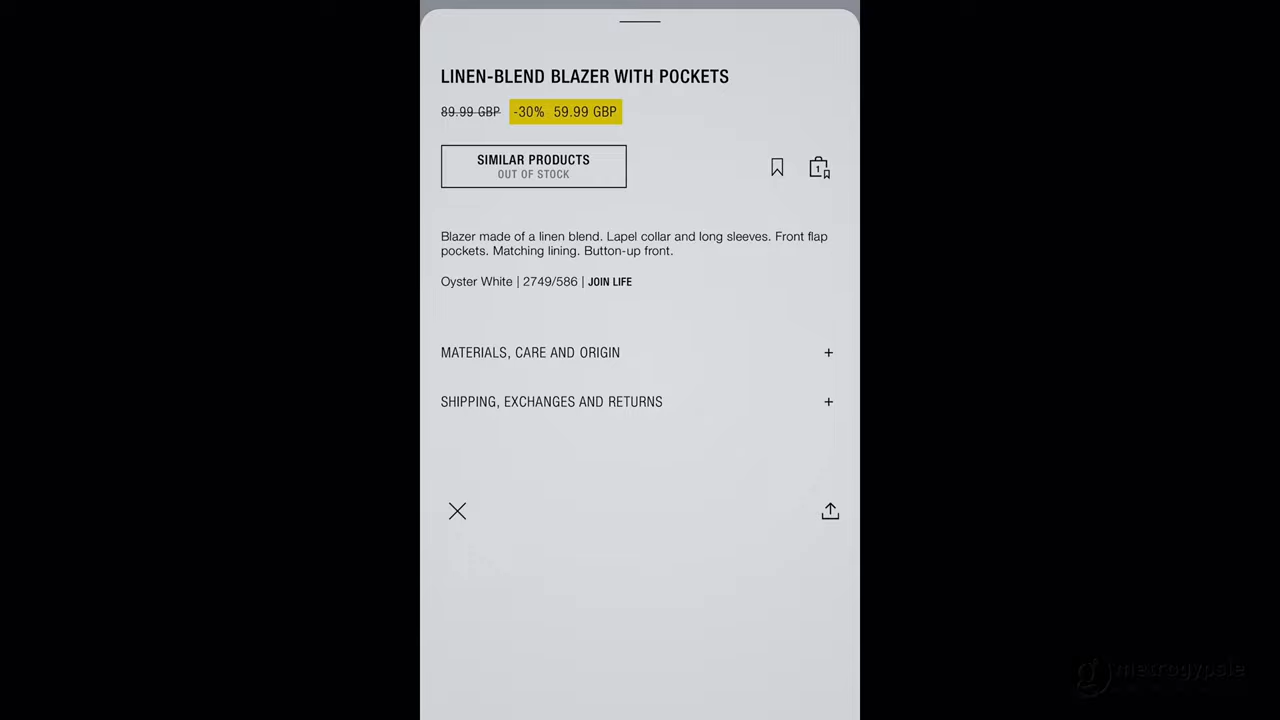 LINEN-BLEND BLAZER WITH POCKETS
89.99 GBP -30% 59.99 GBP
SIMILAR PRODUCTS
OUT OF STOCK
1
Blazer made of a linen blend. Lapel collar and long sleeves. Front flap
pockets. Matching lining. Button-up front.
Oyster White | 2749/586 | JOIN LIFE
MATERIALS, CARE AND ORIGIN +
SHIPPING, EXCHANGES AND RETURNS +
metrogypsie